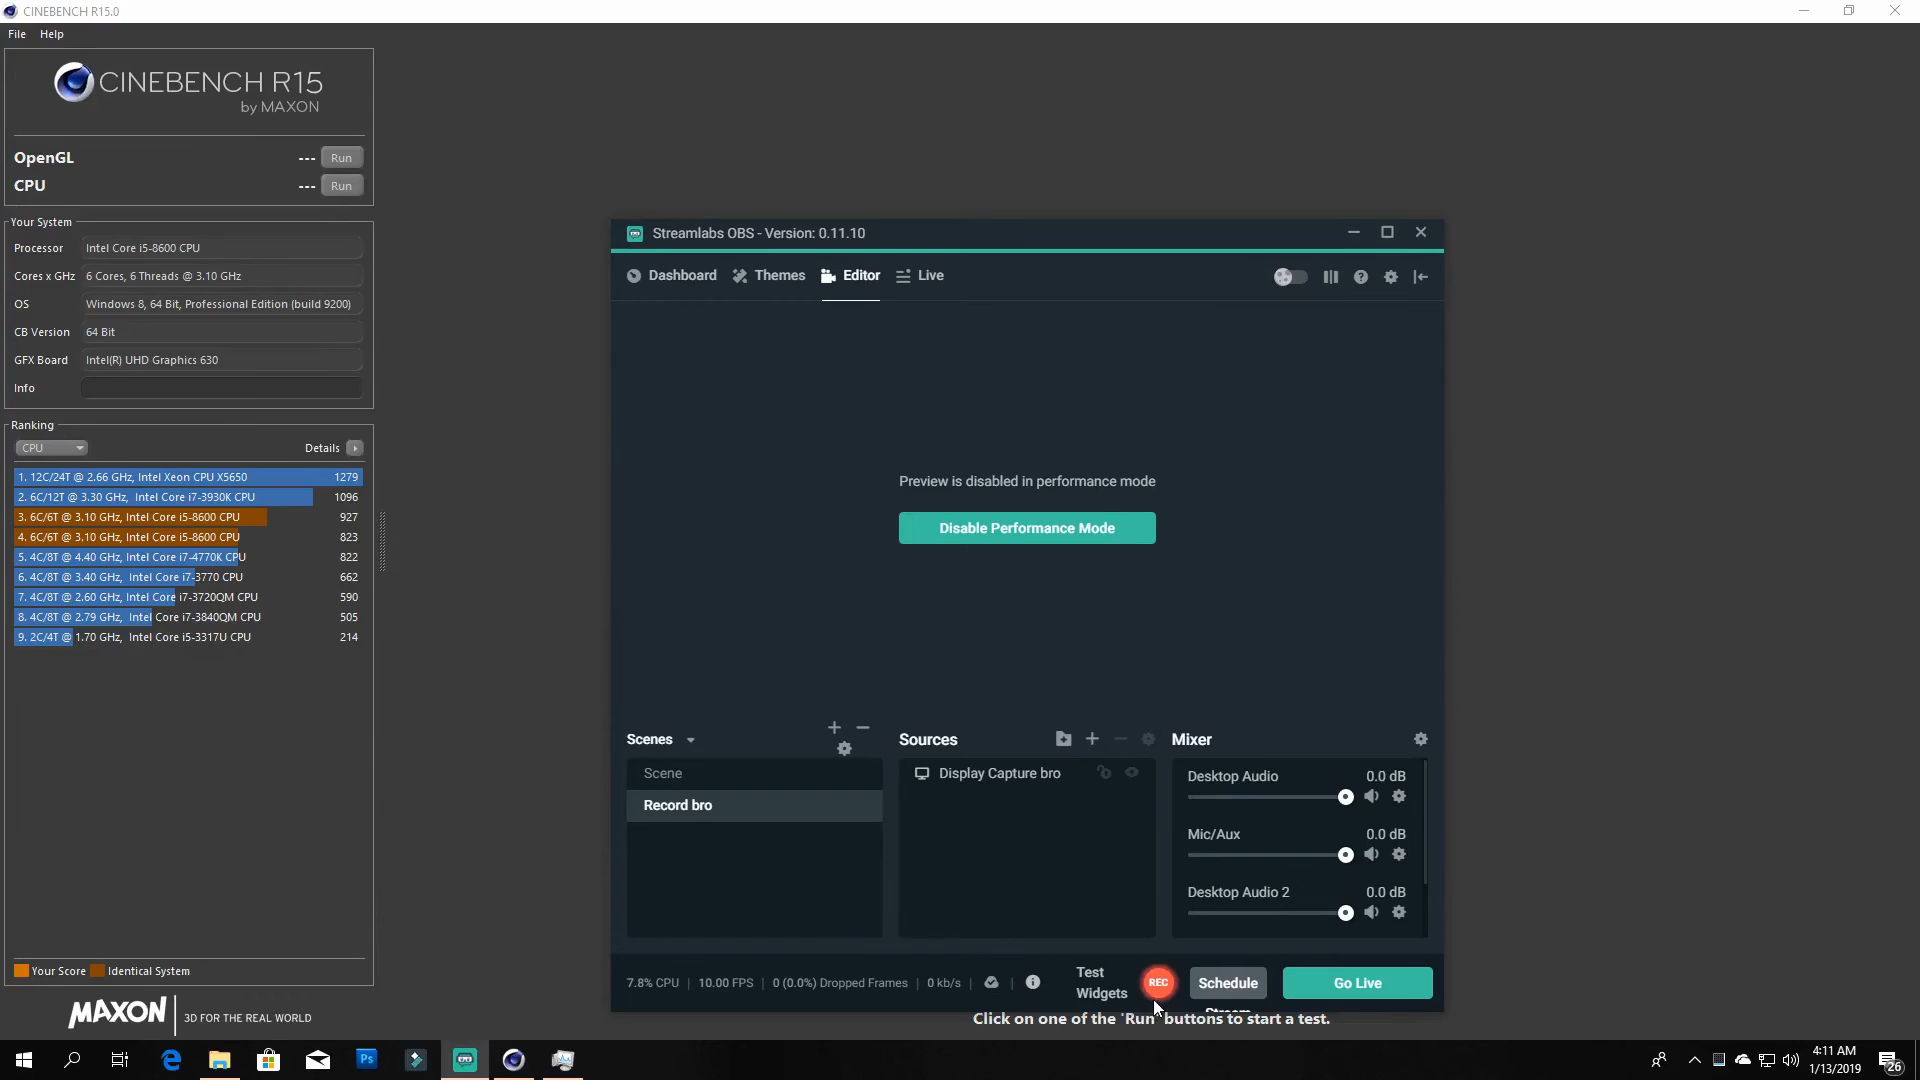 CINEBENCH R15.0
File Help
CINEBENCH R15
by MAXON
OpenGL --- Run
CPU --- Run
Your System
Processor Intel Core i5-8600 CPU
Cores x GHz 6 Cores, 6 Threads @ 3.10 GHz
OS Windows 8, 64 Bit, Professional Edition (build 9200)
CB Version 64 Bit
GFX Board Intel(R) UHD Graphics 630
Info
Ranking
CPU Details
1. 12C/24T @ 2.66 GHz, Intel Xeon CPU X5650 1279
2. 6C/12T @ 3.30 GHz, Intel Core i7-3930K CPU 1096
3. 6C/6T @ 3.10 GHz, Intel Core i5-8600 CPU 927
4. 6C/6T @ 3.10 GHz, Intel Core i5-8600 CPU 823
5. 4C/8T @ 4.40 GHz, Intel Core i7-4770K CPU 822
6. 4C/8T @ 3.40 GHz, Intel Core i7-3770 CPU 662
7. 4C/8T @ 2.60 GHz, Intel Core i7-3720QM CPU 590
8. 4C/8T @ 2.79 GHz, Intel Core i7-3840QM CPU 505
9. 2C/4T @ 1.70 GHz, Intel Core i5-3317U CPU 214
Your Score Identical System
MAXON 3D FOR THE REAL WORLD
Streamlabs OBS - Version: 0.11.10
Dashboard Themes Editor Live
Preview is disabled in performance mode
Disable Performance Mode
Scenes
Scene
Record bro
Sources
Display Capture bro
Mixer
Desktop Audio 0.0 dB
Mic/Aux 0.0 dB
Desktop Audio 2 0.0 dB
7.8% CPU | 10.00 FPS | 0 (0.0%) Dropped Frames | 0 kb/s
Test
Widgets
REC
Schedule
Stream
Go Live
Click on one of the 'Run' buttons to start a test.
Ps
4:11 AM
1/13/2019
26